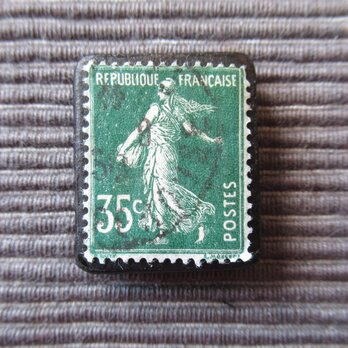 REPUBLIQUE FRANÇAISE
35c
POSTES